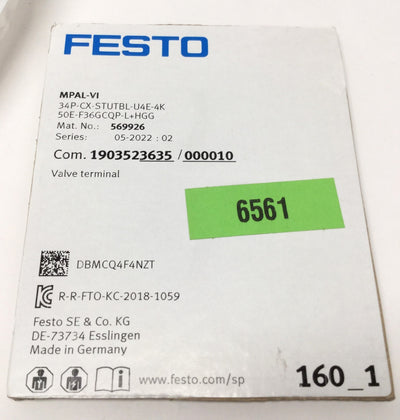 FESTO
MPAL-VI
34P-CX-STUTBL-U4E-4K
50E-F36GCQP-L+HGG
Mat. No.: 569926
Series: 05-2022 : 02
Com. 1903523635 / 000010
Valve terminal
6561
DBMCQ4F4NZT
R-R-FTO-KC-2018-1059
Festo SE & Co. KG
DE-73734 Esslingen
Made in Germany
www.festo.com/sp
160_1